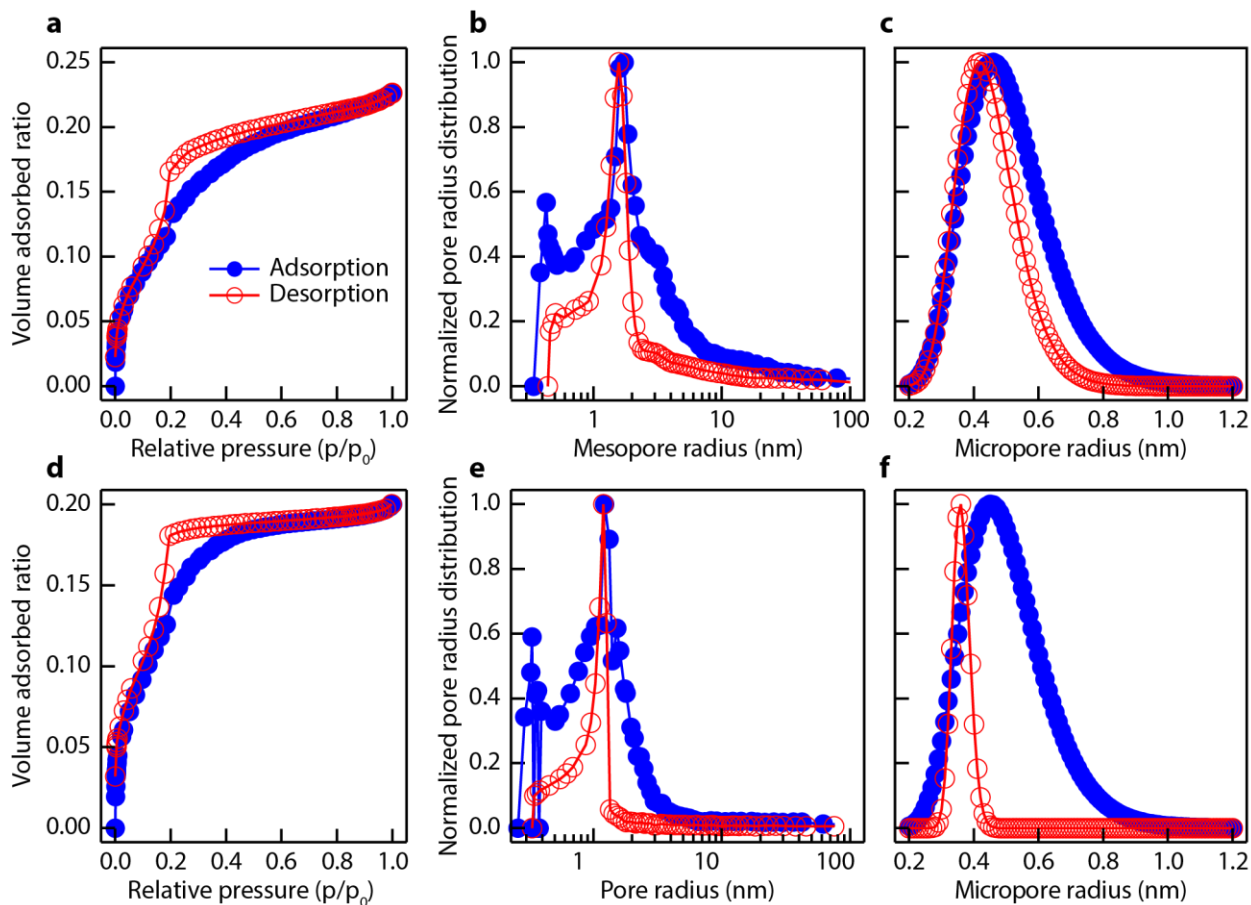 a
Volume adsorbed ratio
0.25
0.20
0.15
0.10
0.05
0.00
Adsorption
Desorption
0.0 0.2 0.4 0.6 0.8 1.0
Relative pressure (p/p0)
b
Normalized pore radius distribution
1.0
0.8
0.6
0.4
0.2
0.0
1 10 100
Mesopore radius (nm)
c
0.2 0.4 0.6 0.8 1.0 1.2
Micropore radius (nm)
d
Volume adsorbed ratio
0.20
0.15
0.10
0.05
0.00
0.0 0.2 0.4 0.6 0.8 1.0
Relative pressure (p/p0)
e
Normalized pore radius distribution
1.0
0.8
0.6
0.4
0.2
0.0
1 10 100
Pore radius (nm)
f
0.2 0.4 0.6 0.8 1.0 1.2
Micropore radius (nm)